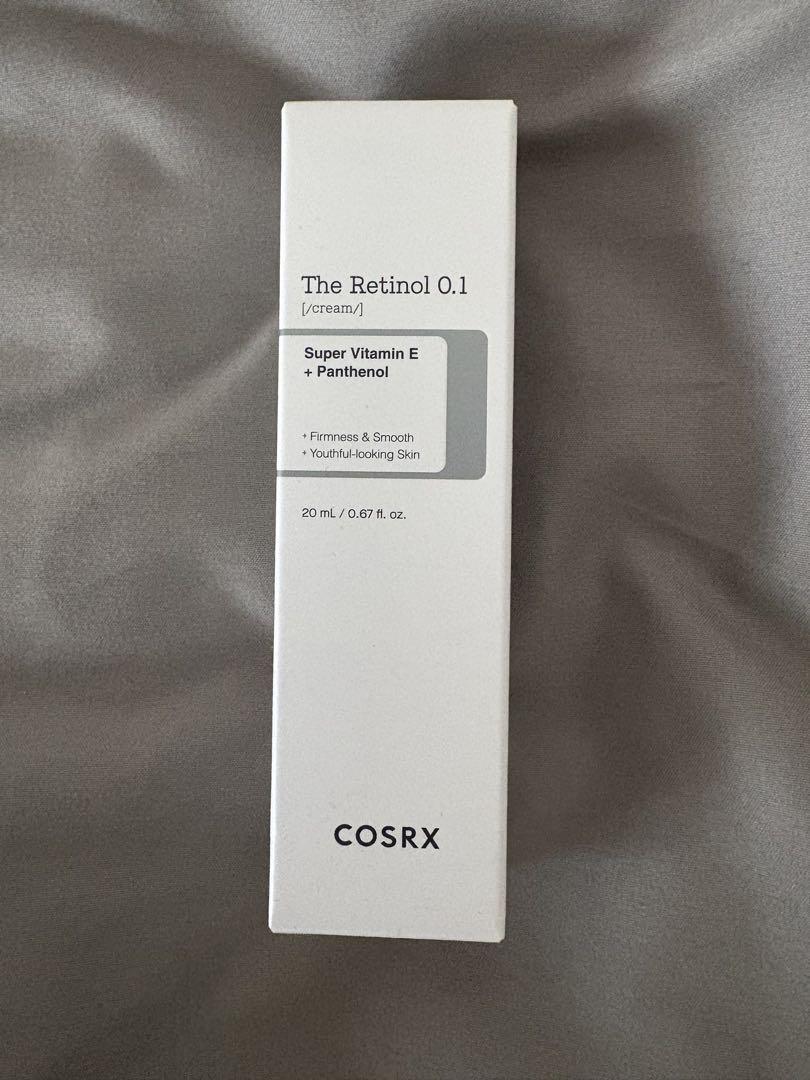 The Retinol 0.1
[/cream/]
Super Vitamin E
+ Panthenol
+ Firmness & Smooth
+ Youthful-looking Skin
20 mL / 0.67 fl. oz.
COSRX